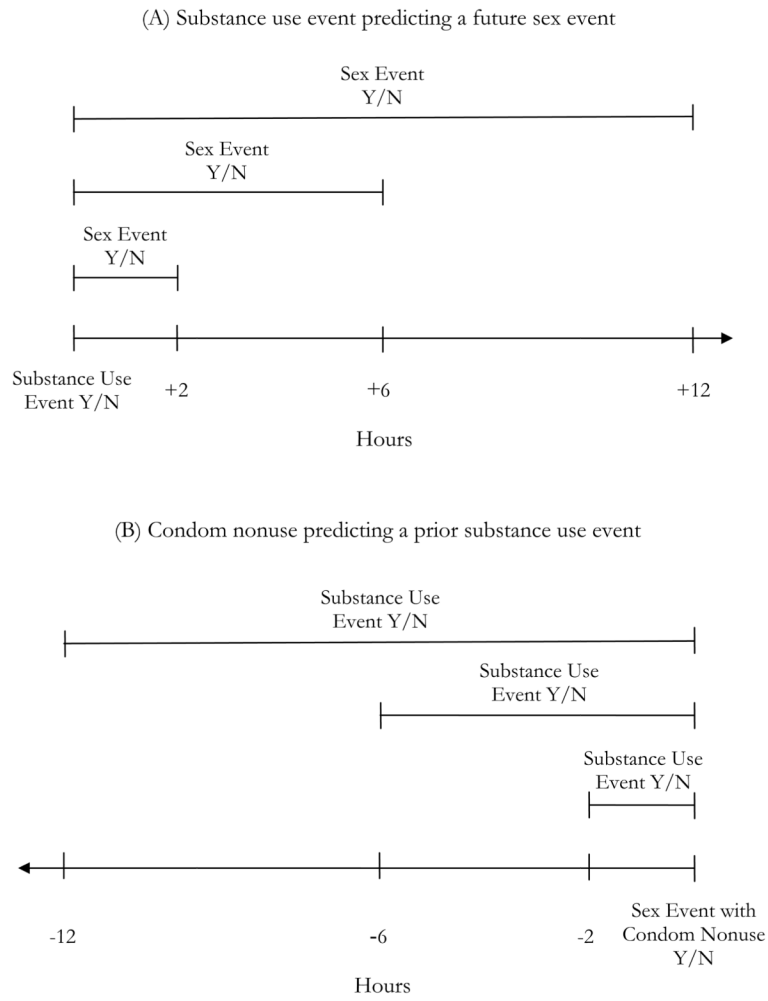 (A) Substance use event predicting a future sex event
Sex Event
Y/N
Sex Event
Y/N
Sex Event
Y/N
Substance Use
Event Y/N
+2
+6
+12
Hours
(B) Condom nonuse predicting a prior substance use event
Substance Use
Event Y/N
Substance Use
Event Y/N
Substance Use
Event Y/N
-12
-6
-2
Sex Event with
Condom Nonuse
Y/N
Hours